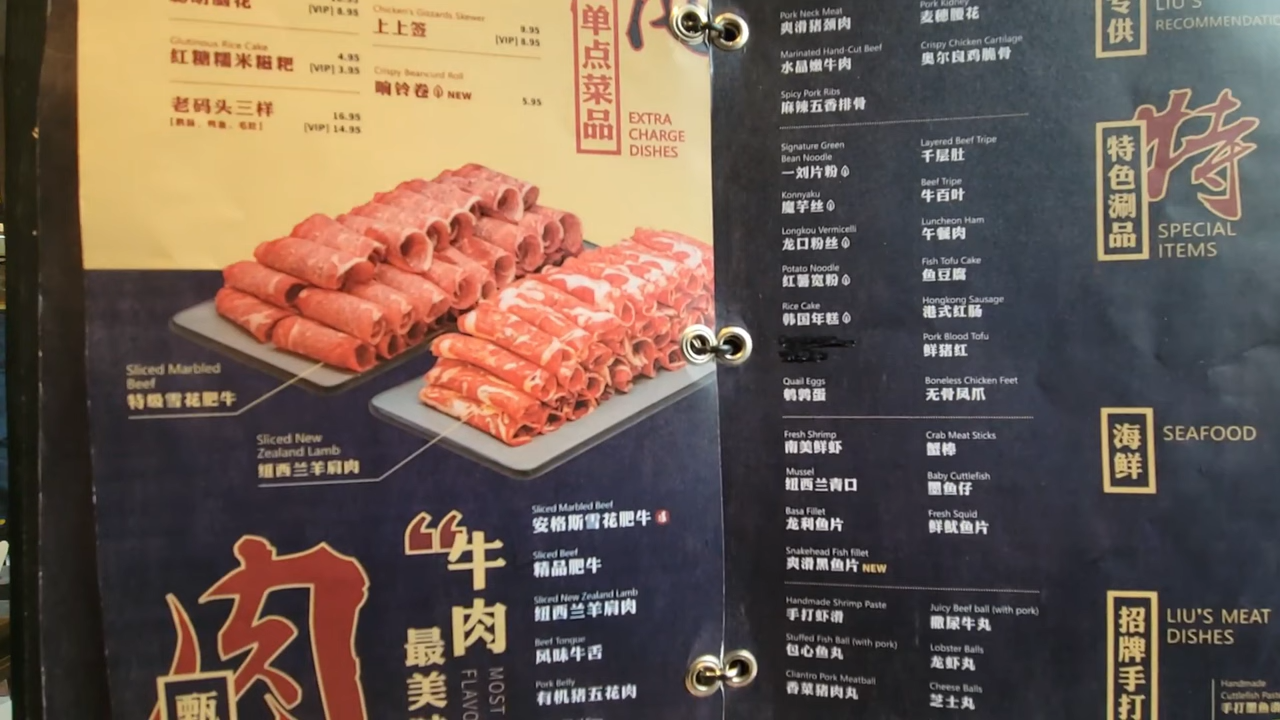 [VIP] 8.95
Glutinous Rice Cake
红糖糯米糍粑
4.95
[VIP] 3.95
老码头三样
16.95
[VIP] 14.95
Chicken's Gizzards Skewer
上上签
9.95
[VIP] 8.95
Crispy Beancurd Roll
响铃卷 NEW
5.95
单点菜品
EXTRA
CHARGE
DISHES
Sliced Marbled
Beef
特级雪花肥牛
Sliced New
Zealand Lamb
纽西兰羊肩肉
肉
甄
“牛肉
最美
MOST
FLAVO
Sliced Marbled Beef
安格斯雪花肥牛
Sliced Beef
精品肥牛
Sliced New Zealand Lamb
纽西兰羊肩肉
Beef Tongue
风味牛舌
Pork Belly
有机猪五花肉
Pork Neck Meat
爽滑猪颈肉
Marinated Hand-Cut Beef
水晶嫩牛肉
Spicy Pork Ribs
麻辣五香排骨
Pork Kidney
麦穗腰花
Crispy Chicken Cartilage
奥尔良鸡脆骨
专供
LIU'S
RECOMMENDATIO
Signature Green
Bean Noodle
一刘片粉
Konnyaku
魔芋丝
Longkou Vermicelli
龙口粉丝
Potato Noodle
红薯宽粉
Rice Cake
韩国年糕
Quail Eggs
鹌鹑蛋
Layered Beef Tripe
千层肚
Beef Tripe
牛百叶
Luncheon Ham
午餐肉
Fish Tofu Cake
鱼豆腐
Hongkong Sausage
港式红肠
Pork Blood Tofu
鲜猪红
Boneless Chicken Feet
无骨凤爪
特
特色涮品
SPECIAL
ITEMS
Fresh Shrimp
南美鲜虾
Mussel
纽西兰青口
Basa Fillet
龙利鱼片
Snakehead Fish fillet
爽滑黑鱼片 NEW
Crab Meat Sticks
蟹棒
Baby Cuttlefish
墨鱼仔
Fresh Squid
鲜鱿鱼片
海鲜
SEAFOOD
Handmade Shrimp Paste
手打虾滑
Stuffed Fish Ball (with pork)
包心鱼丸
Cilantro Pork Meatball
香菜猪肉丸
Juicy Beef ball (with pork)
撒尿牛丸
Lobster Balls
龙虾丸
Cheese Balls
芝士丸
招牌手打
LIU'S MEAT
DISHES
Handmade
Cuttlefish Paste
手打墨鱼